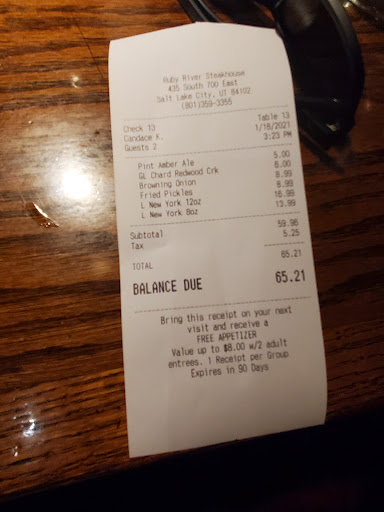 Ruby River Steakhouse
435 South 700 East
Salt Lake City, UT 84102
(801)359-3355
Check 13 Table 13
Candace K. 1/18/2021
Guests 2 3:23 PM
Pint Amber Ale 5.00
GL Chard Redwood Crk 6.00
Browning Onion 8.99
Fried Pickles 8.99
L New York 12oz 16.99
L New York 8oz 13.99
Subtotal 59.96
Tax 5.25
TOTAL 65.21
BALANCE DUE 65.21
Bring this receipt on your next
visit and receive a
FREE APPETIZER
Value up to $8.00 w/2 adult
entrees. 1 Receipt per Group
Expires in 90 Days